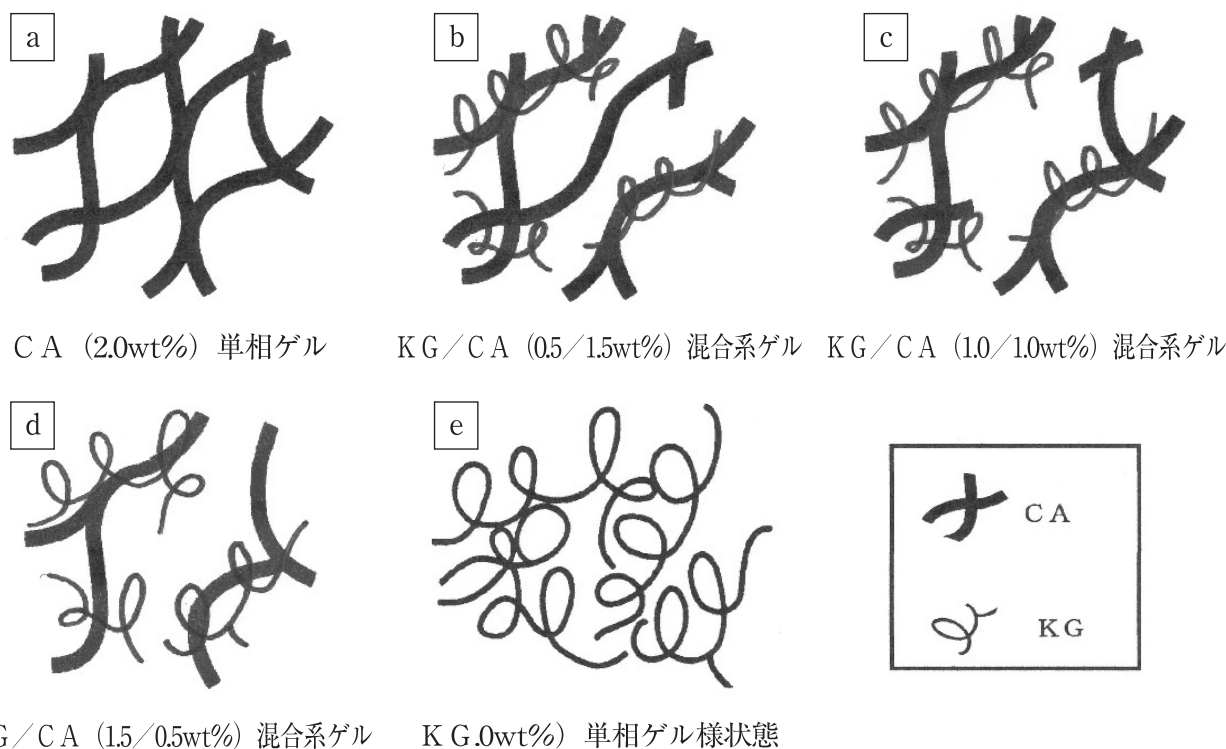 a
b
c
ＣＡ（2.0wt%）単相ゲル
ＫＧ／ＣＡ（0.5／1.5wt%）混合系ゲル
ＫＧ／ＣＡ（1.0／1.0wt%）混合系ゲル
d
e
ＣＡ
ＫＧ
Ｇ／ＣＡ（1.5／0.5wt%）混合系ゲル
ＫＧ.0wt%）単相ゲル様状態